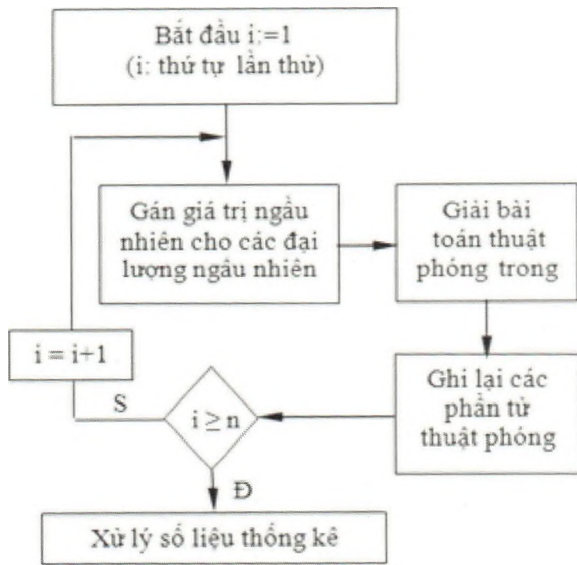 Bắt đầu i:=1
(i: thứ tự lần thử)
Gán giá trị ngẫu
nhiên cho các đại
lượng ngẫu nhiên
Giải bài
toán thuật
phóng trong
i = i+1
S
i ≥ n
Ghi lại các
phần tử
thuật phóng
Đ
Xử lý số liệu thống kê